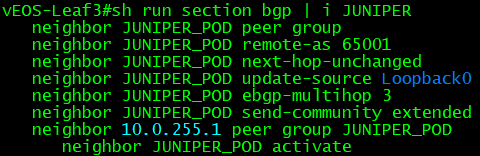 vEOS-Leaf3#sh run section bgp | i JUNIPER
neighbor JUNIPER_POD peer group
neighbor JUNIPER_POD remote-as 65001
neighbor JUNIPER_POD next-hop-unchanged
neighbor JUNIPER_POD update-source Loopback0
neighbor JUNIPER_POD ebgp-multihop 3
neighbor JUNIPER_POD send-community extended
neighbor 10.0.255.1 peer group JUNIPER_POD
neighbor JUNIPER_POD activate